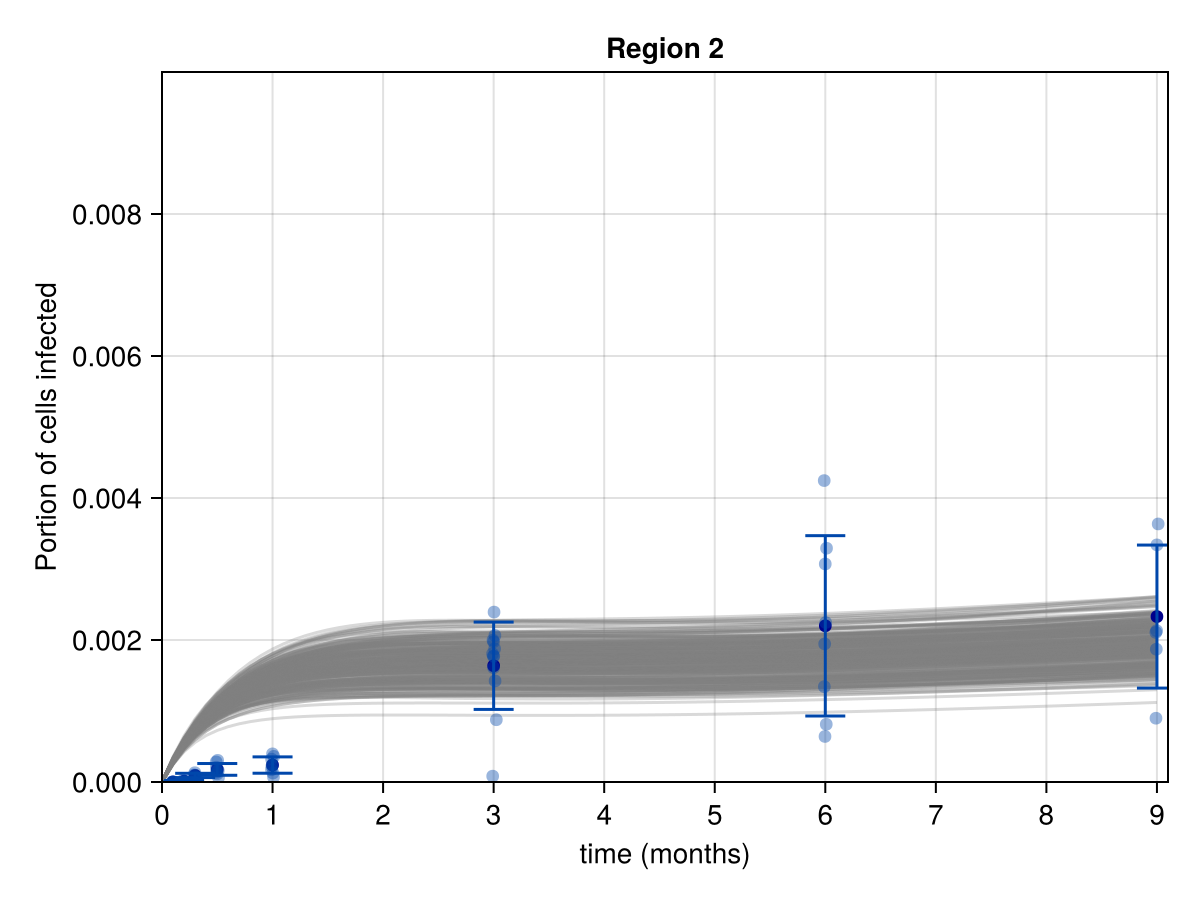 Region 2
Portion of cells infected
0.008
0.006
0.004
0.002
0.000
0 1 2 3 4 5 6 7 8 9
time (months)